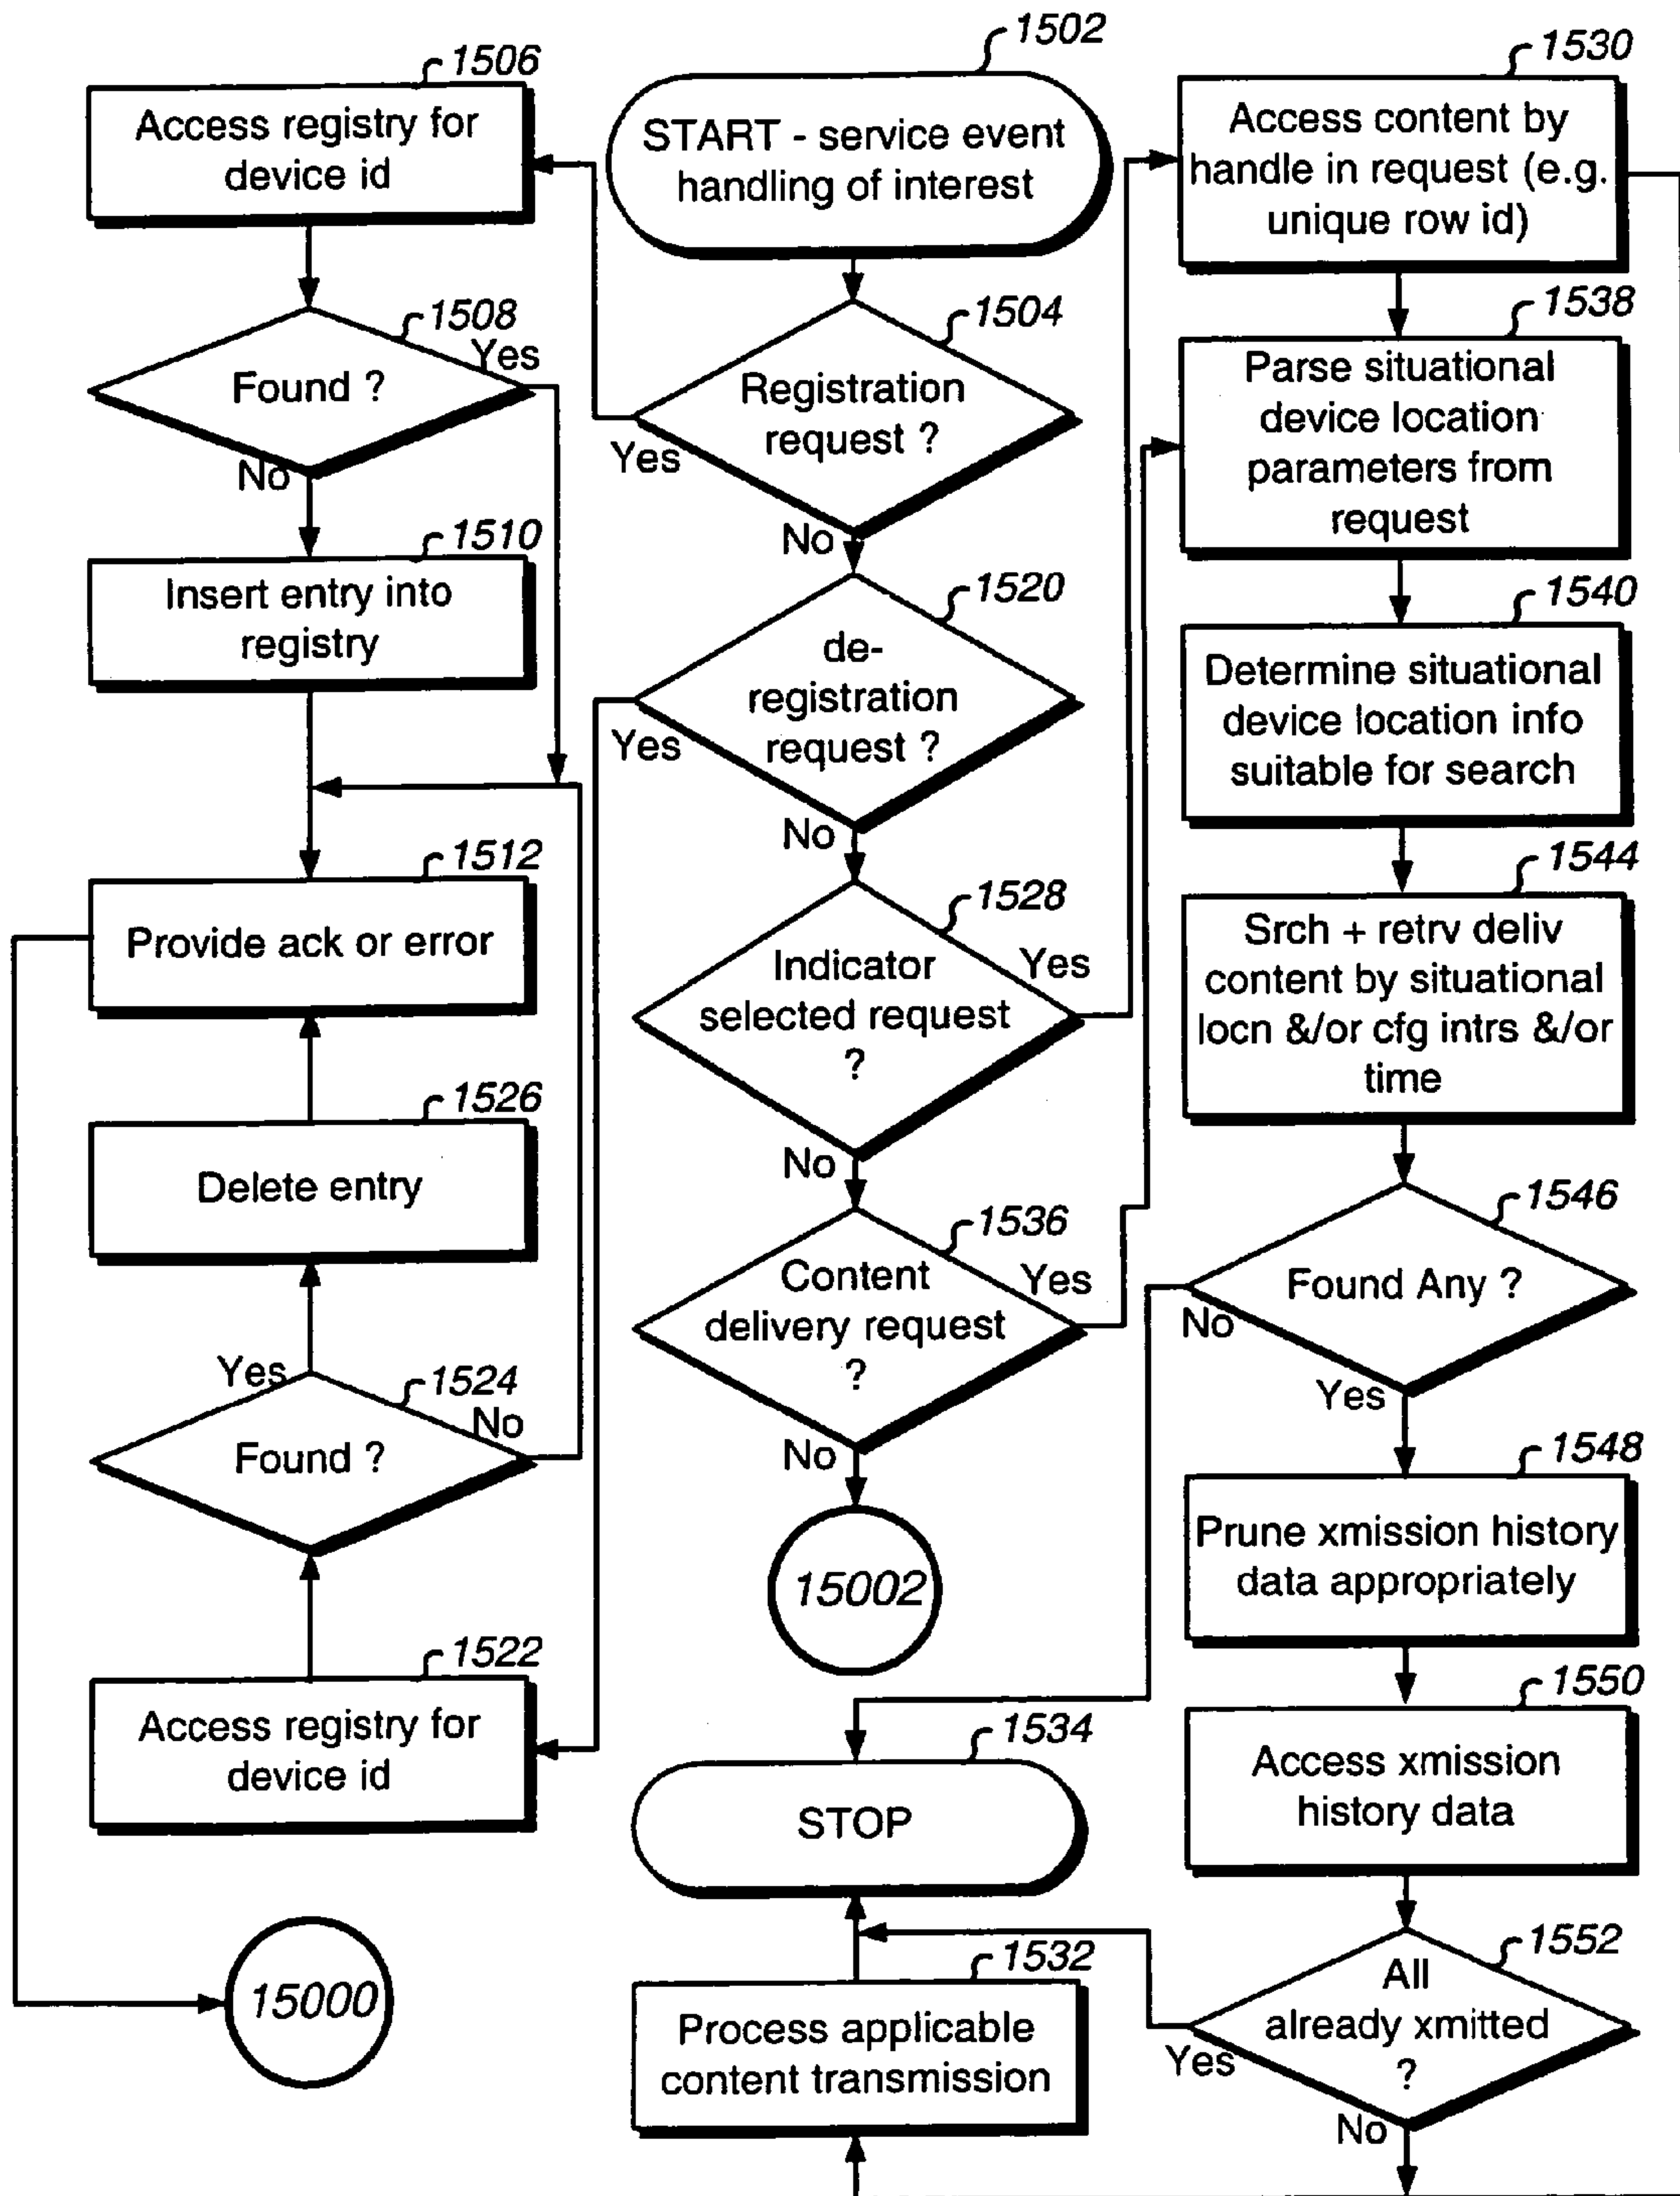 1506
Access registry for
device id
1508
Found ?
Yes
No
1510
Insert entry into
registry
1512
Provide ack or error
1526
Delete entry
Yes
1524
No
Found ?
1522
Access registry for
device id
15000
1502
START - service event
handling of interest
1504
Registration
request ?
Yes
No
1520
de-
registration
request ?
Yes
No
1528
Indicator
selected request
?
Yes
No
1536
Content
delivery request
?
Yes
No
15002
1534
STOP
1532
Process applicable
content transmission
1530
Access content by
handle in request (e.g.
unique row id)
1538
Parse situational
device location
parameters from
request
1540
Determine situational
device location info
suitable for search
1544
Srch + retrv deliv
content by situational
locn &/or cfg intrs &/or
time
1546
Found Any ?
No
Yes
1548
Prune xmission history
data appropriately
1550
Access xmission
history data
1552
All
already xmitted
?
Yes
No